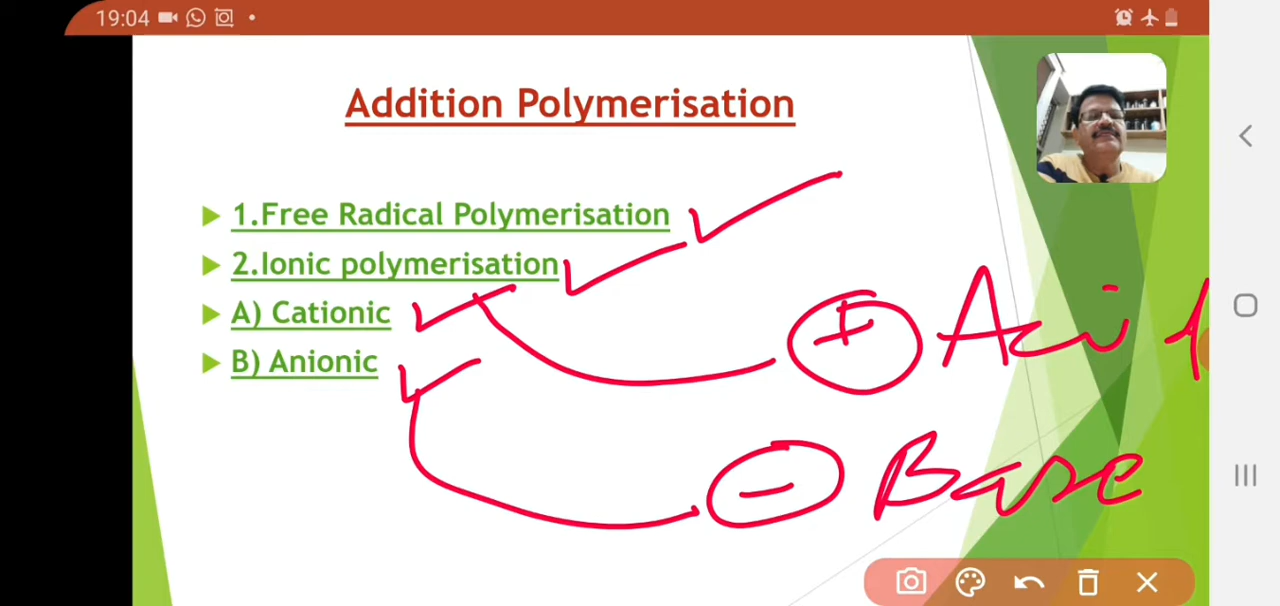 19:04
Addition Polymerisation
1.Free Radical Polymerisation
2.Ionic polymerisation
A) Cationic
+
B) Anionic
- Base